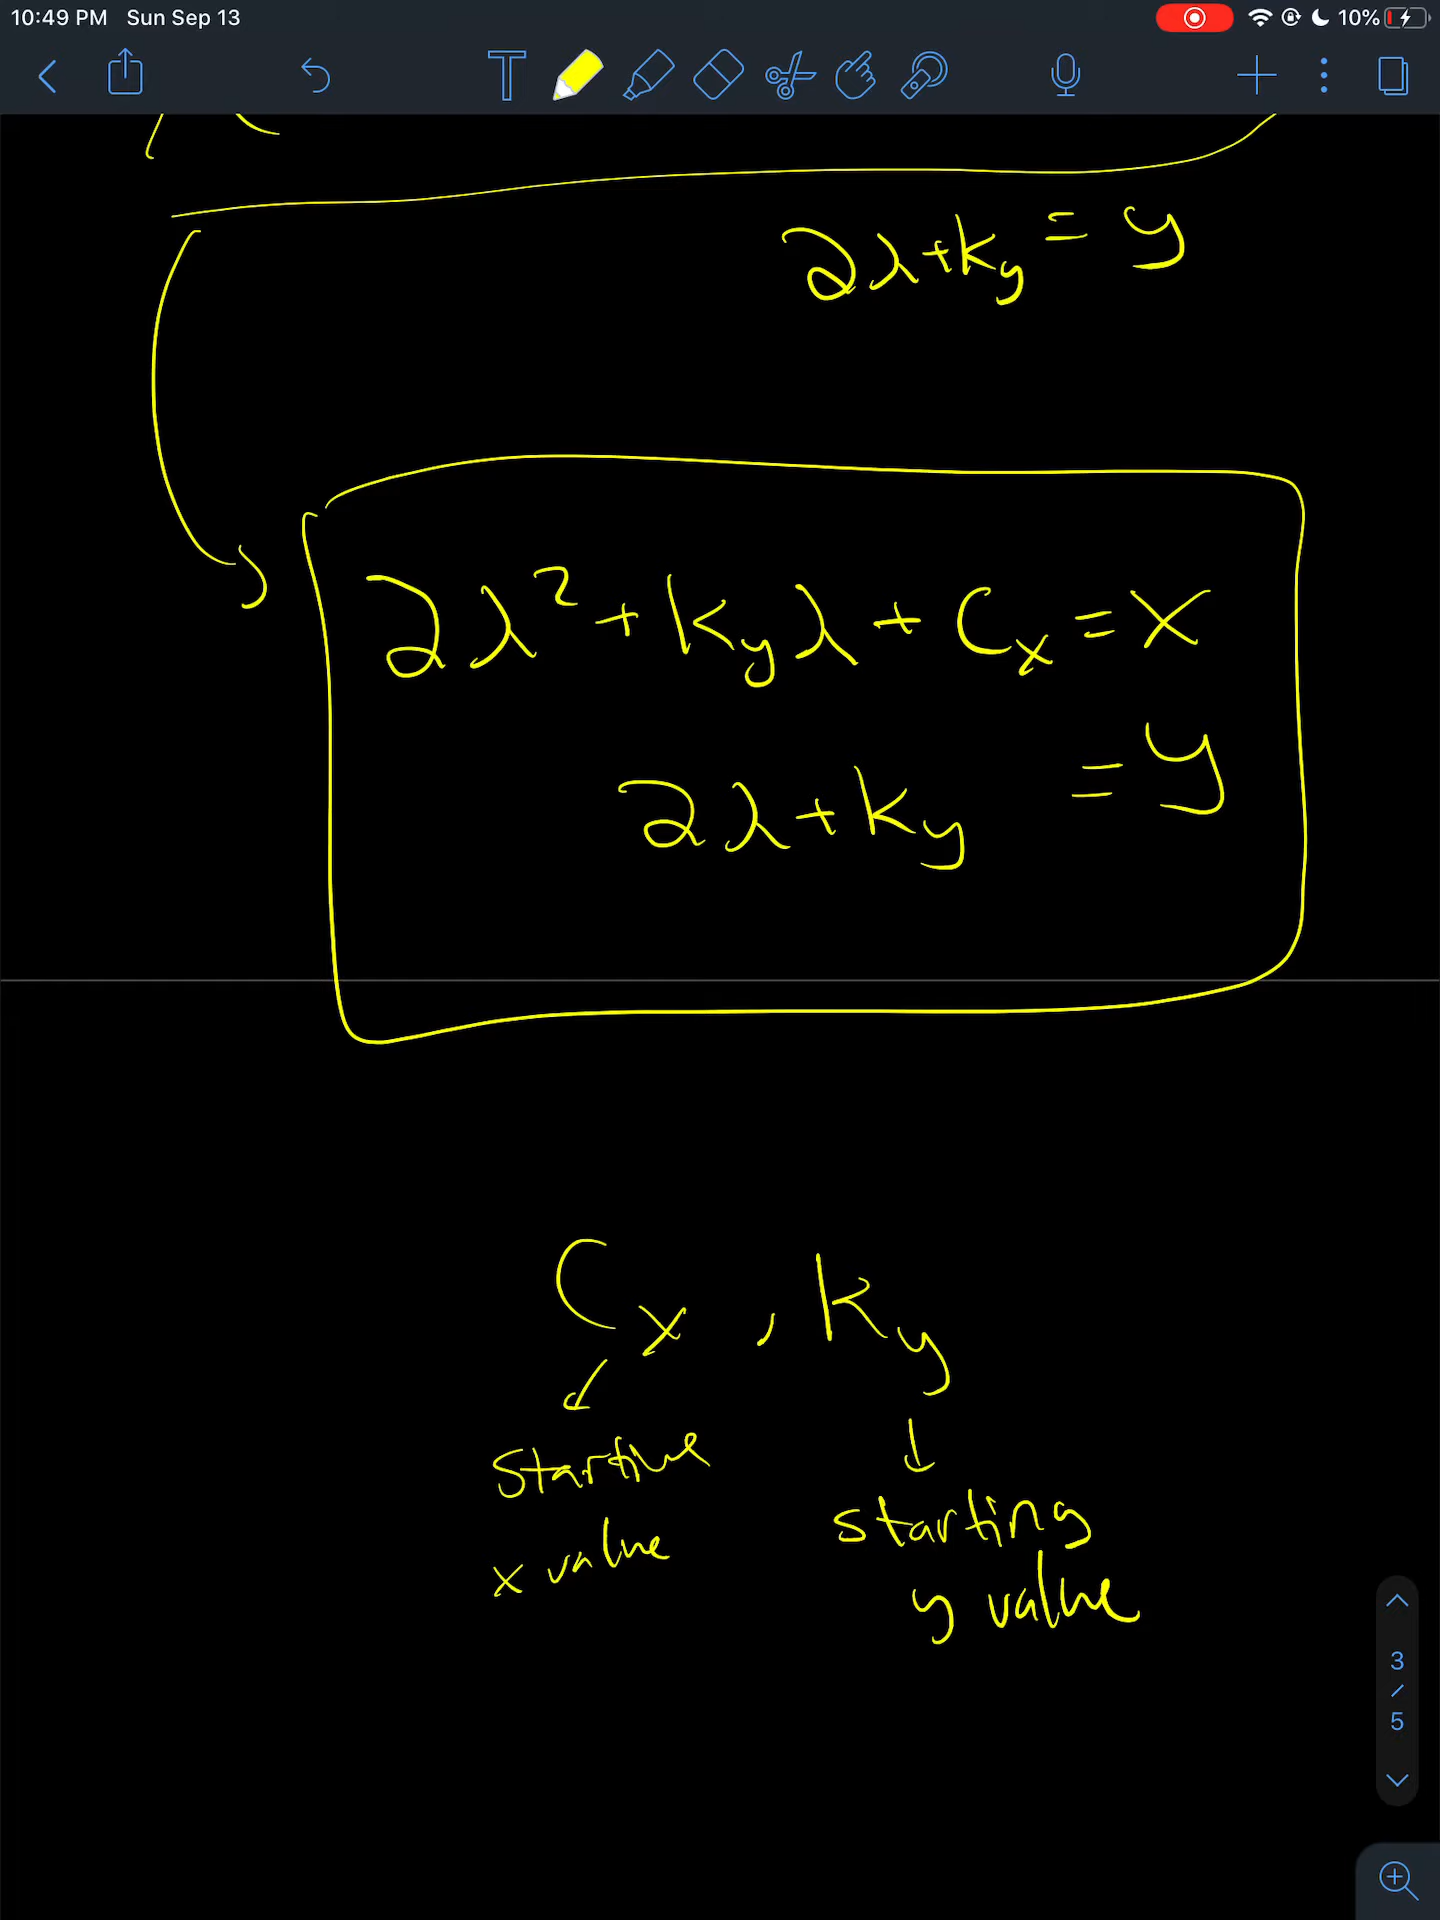 10:49 PM Sun Sep 13 10%
T
2λ+k_y = y
2λ²+k_yλ+C_x=x
2λ+k_y = y
C_x , k_y
starting
x value
starting
y value
3
/
5